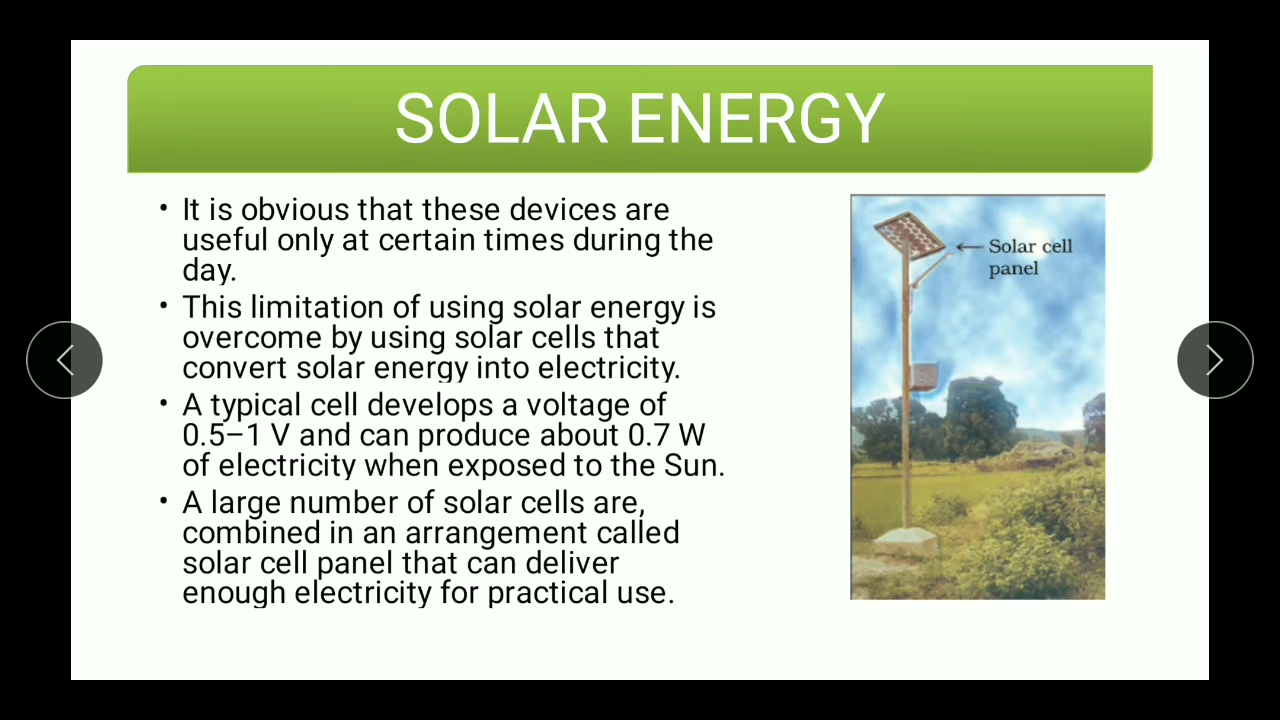 SOLAR ENERGY
• It is obvious that these devices are
useful only at certain times during the
day.
• This limitation of using solar energy is
overcome by using solar cells that
convert solar energy into electricity.
• A typical cell develops a voltage of
0.5–1 V and can produce about 0.7 W
of electricity when exposed to the Sun.
• A large number of solar cells are,
combined in an arrangement called
solar cell panel that can deliver
enough electricity for practical use.
Solar cell
panel